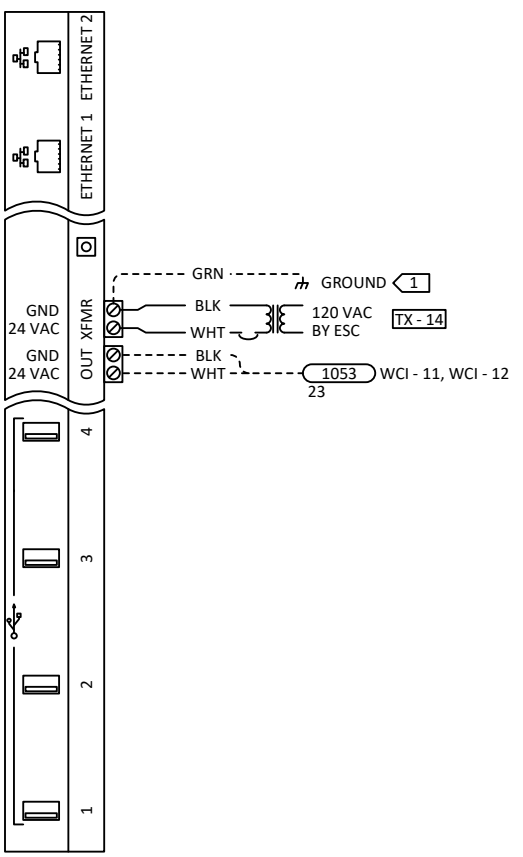 ETHERNET 2
ETHERNET 1
GRN
GROUND 1
XFMR
GND
24 VAC
BLK
WHT
120 VAC
BY ESC
TX - 14
OUT
GND
24 VAC
BLK
WHT
1053 WCI - 11, WCI - 12
23
4
3
2
1